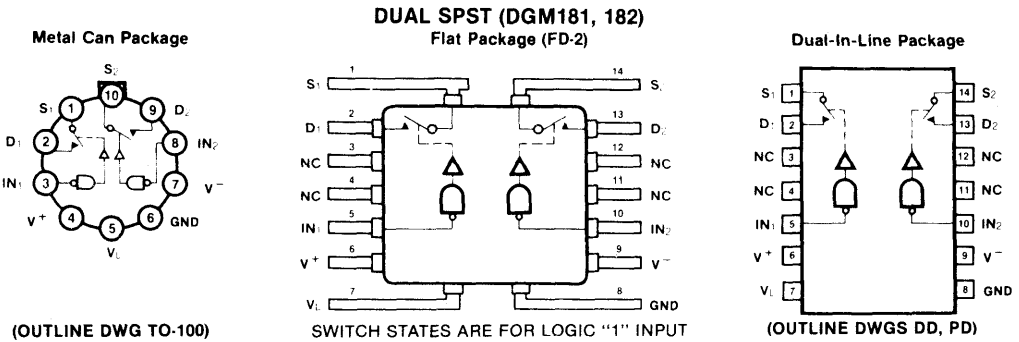 DUAL SPST (DGM181, 182)
Metal Can Package
S2
10
S1 1
9 D2
D1 2
8 IN2
IN1 3
7 V−
V+ 4
6 GND
5
VL
(OUTLINE DWG TO-100)
Flat Package (FD-2)
S1 1
14 S2
D1 2
13 D2
NC 3
12 NC
NC 4
11 NC
IN1 5
10 IN2
V+ 6
9 V−
VL 7
8 GND
SWITCH STATES ARE FOR LOGIC "1" INPUT
Dual-In-Line Package
S1 1
14 S2
D1 2
13 D2
NC 3
12 NC
NC 4
11 NC
IN1 5
10 IN2
V+ 6
9 V−
VL 7
8 GND
(OUTLINE DWGS DD, PD)